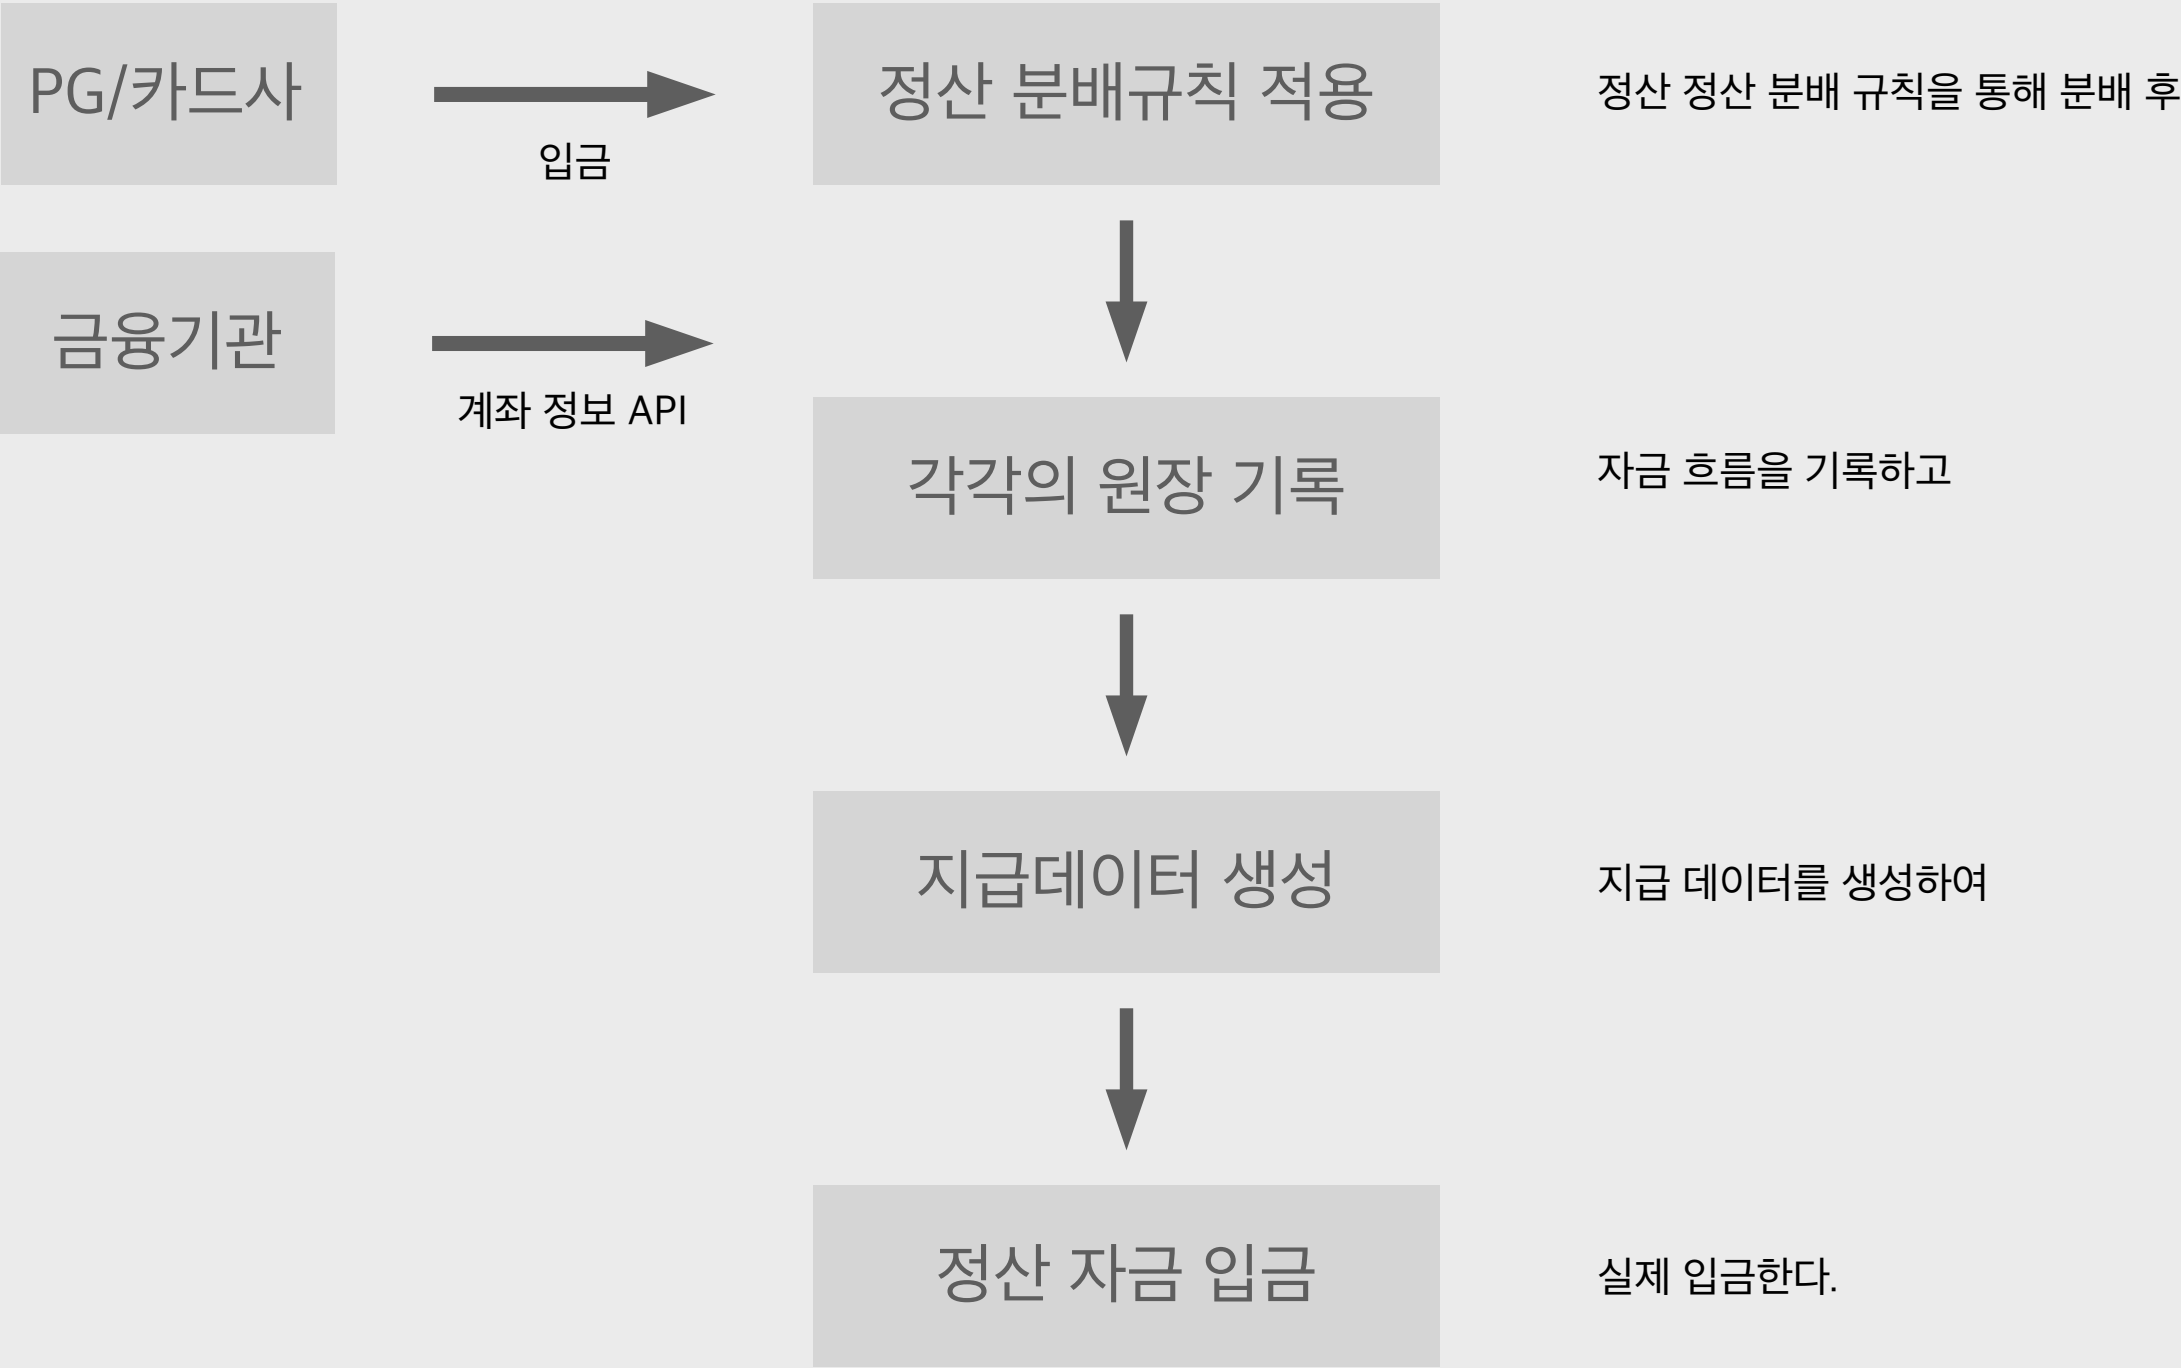 PG/카드사
입금
정산 분배규칙 적용
정산 정산 분배 규칙을 통해 분배 후
금융기관
계좌 정보 API
각각의 원장 기록
자금 흐름을 기록하고
지급데이터 생성
지급 데이터를 생성하여
정산 자금 입금
실제 입금한다.